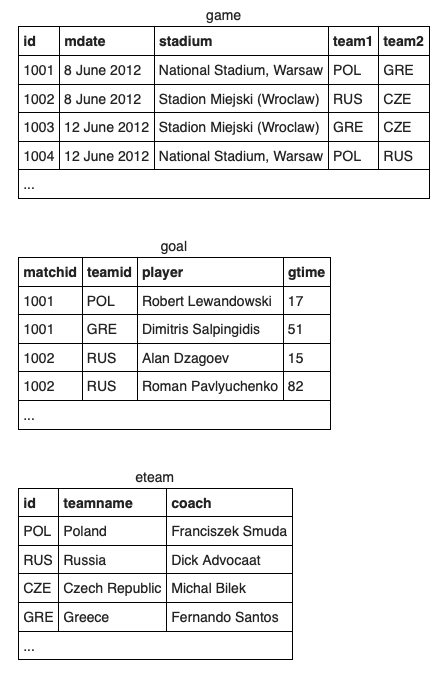 game
id mdate stadium team1 team2
1001 8 June 2012 National Stadium, Warsaw POL GRE
1002 8 June 2012 Stadion Miejski (Wroclaw) RUS CZE
1003 12 June 2012 Stadion Miejski (Wroclaw) GRE CZE
1004 12 June 2012 National Stadium, Warsaw POL RUS
...
goal
matchid teamid player gtime
1001 POL Robert Lewandowski 17
1001 GRE Dimitris Salpingidis 51
1002 RUS Alan Dzagoev 15
1002 RUS Roman Pavlyuchenko 82
...
eteam
id teamname coach
POL Poland Franciszek Smuda
RUS Russia Dick Advocaat
CZE Czech Republic Michal Bilek
GRE Greece Fernando Santos
...